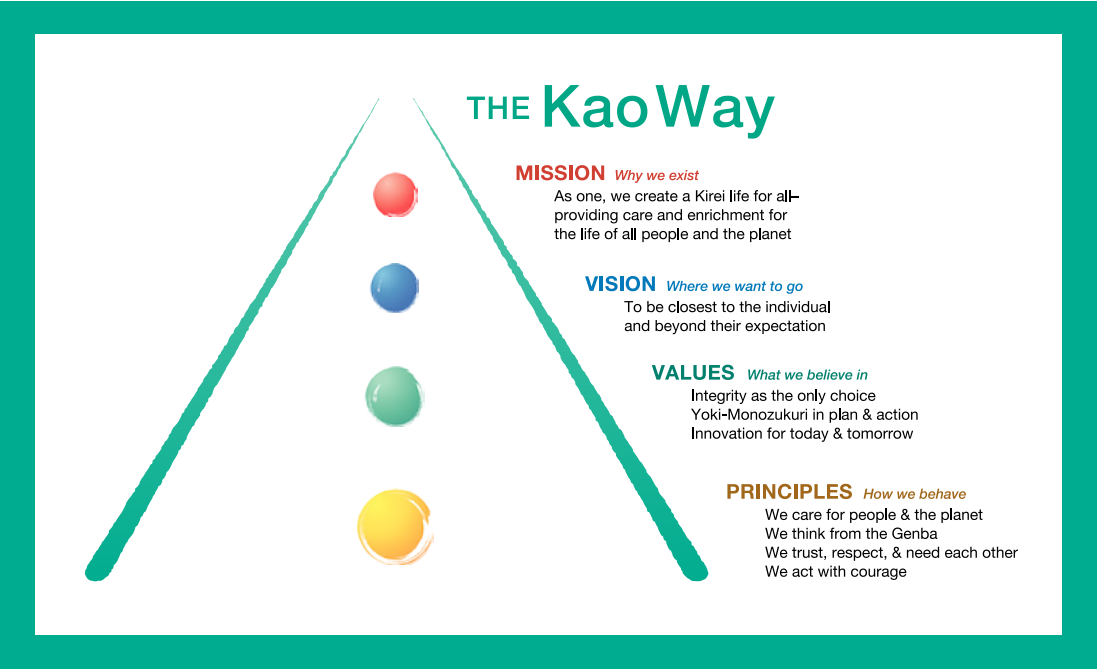 THE Kao Way
MISSION Why we exist
As one, we create a Kirei life for all–
providing care and enrichment for
the life of all people and the planet
VISION Where we want to go
To be closest to the individual
and beyond their expectation
VALUES What we believe in
Integrity as the only choice
Yoki-Monozukuri in plan & action
Innovation for today & tomorrow
PRINCIPLES How we behave
We care for people & the planet
We think from the Genba
We trust, respect, & need each other
We act with courage